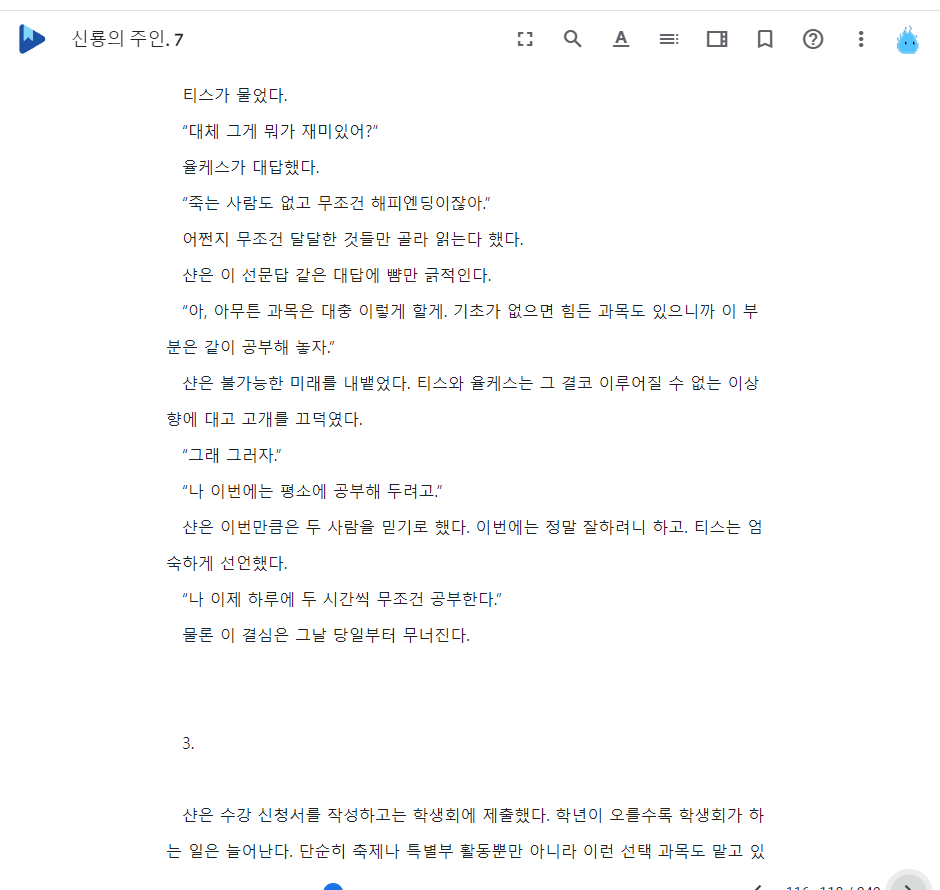 신룡의 주인. 7
티스가 물었다.
"대체 그게 뭐가 재미있어?"
율케스가 대답했다.
"죽는 사람도 없고 무조건 해피엔딩이잖아."
어쩐지 무조건 달달한 것들만 골라 읽는다 했다.
샨은 이 선문답 같은 대답에 뺨만 긁적인다.
"아, 아무튼 과목은 대충 이렇게 할게. 기초가 없으면 힘든 과목도 있으니까 이 부
분은 같이 공부해 놓자."
샨은 불가능한 미래를 내뱉었다. 티스와 율케스는 그 결코 이루어질 수 없는 이상
향에 대고 고개를 끄덕였다.
"그래 그러자."
"나 이번에는 평소에 공부해 두려고."
샨은 이번만큼은 두 사람을 믿기로 했다. 이번에는 정말 잘하려니 하고. 티스는 엄
숙하게 선언했다.
"나 이제 하루에 두 시간씩 무조건 공부한다."
물론 이 결심은 그날 당일부터 무너진다.
3.
샨은 수강 신청서를 작성하고는 학생회에 제출했다. 학년이 오를수록 학생회가 하
는 일은 늘어난다. 단순히 축제나 특별부 활동뿐만 아니라 이런 선택 과목도 맡고 있